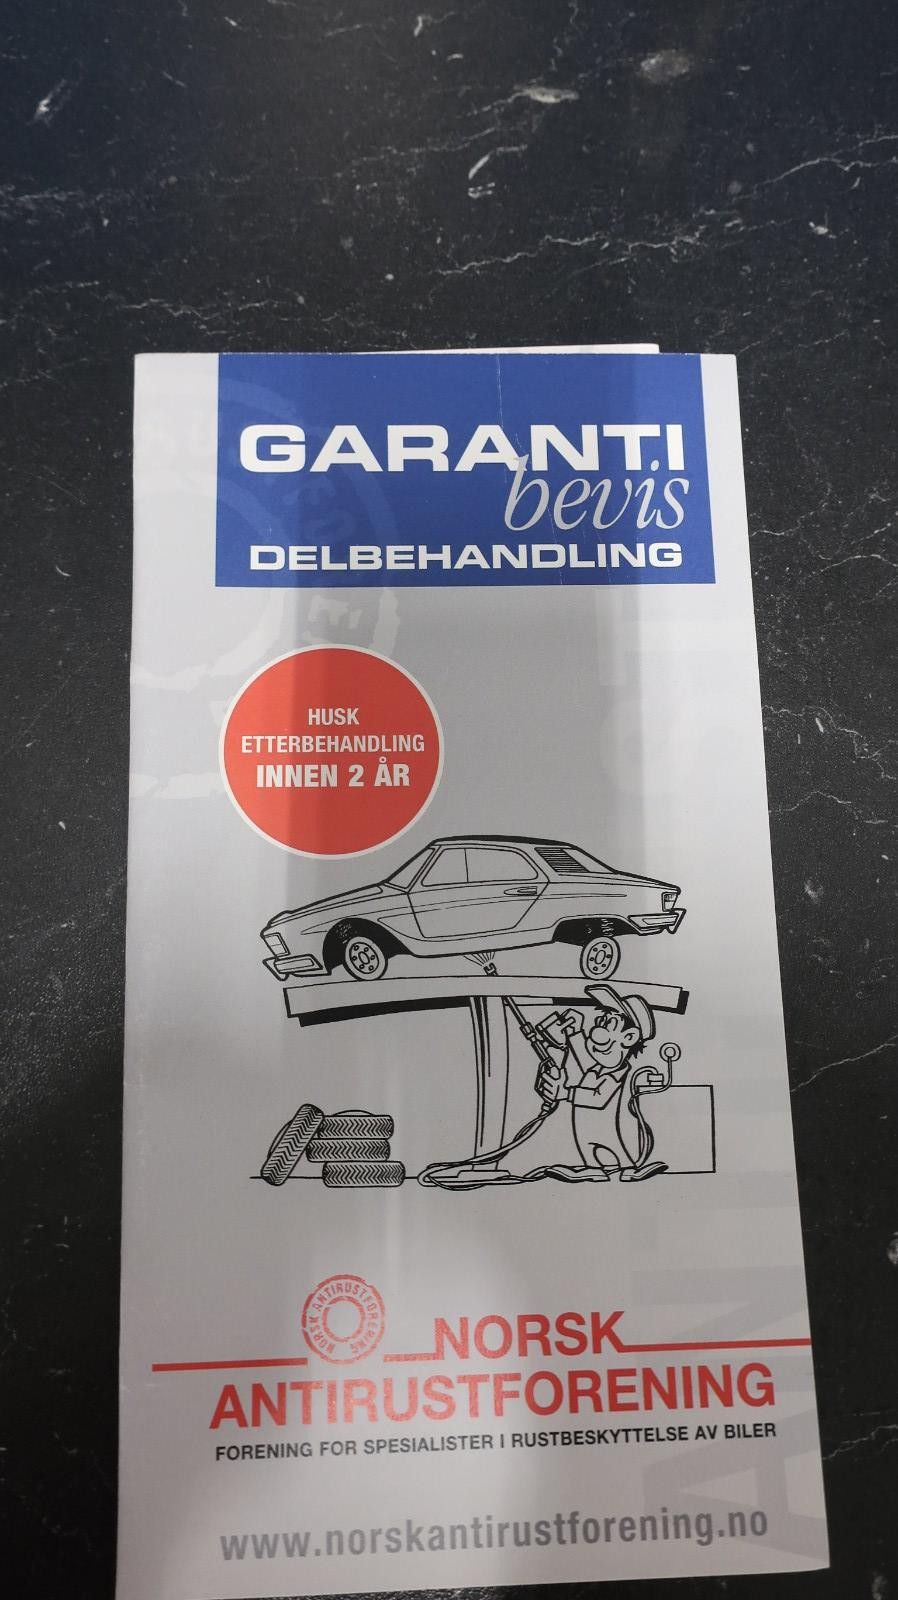 GARANTI
bevis
DELBEHANDLING
HUSK
ETTERBEHANDLING
INNEN 2 ÅR
NORSK ANTIRUSTFORENING
NORSK
ANTIRUSTFORENING
FORENING FOR SPESIALISTER I RUSTBESKYTTELSE AV BILER
www.norskantirustforening.no